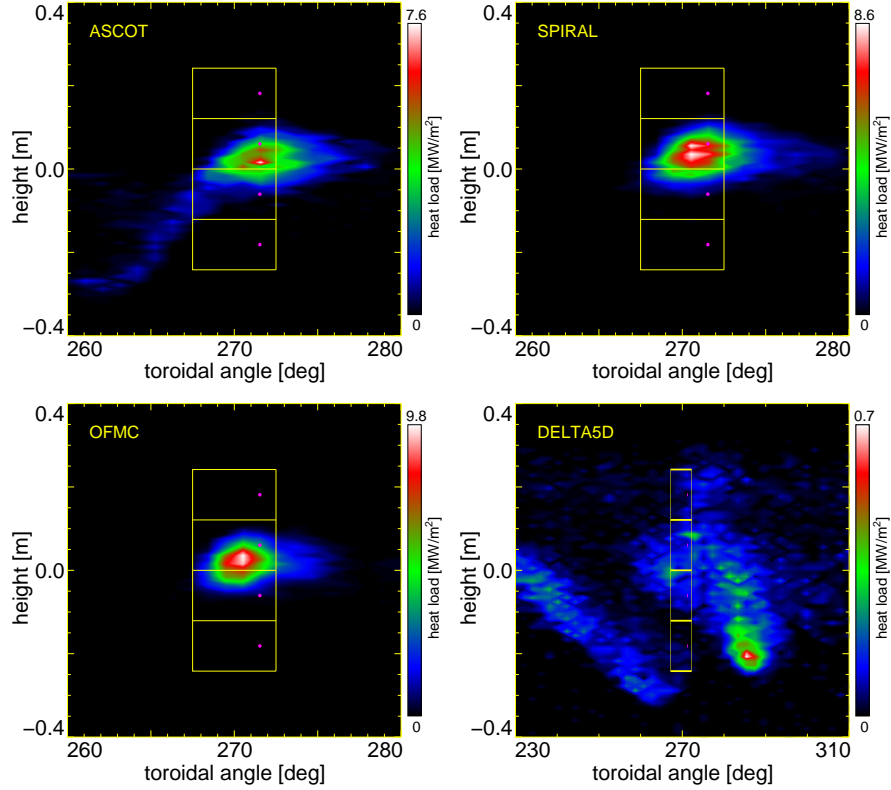 0.4
ASCOT
7.6
height [m]
0.0
heat load [MW/m²]
−0.4
0
260
270
280
toroidal angle [deg]
0.4
SPIRAL
8.6
height [m]
0.0
heat load [MW/m²]
−0.4
0
260
270
280
toroidal angle [deg]
0.4
OFMC
9.8
height [m]
0.0
heat load [MW/m²]
−0.4
0
260
270
280
toroidal angle [deg]
0.4
DELTA5D
0.7
height [m]
0.0
heat load [MW/m²]
−0.4
0
230
270
310
toroidal angle [deg]